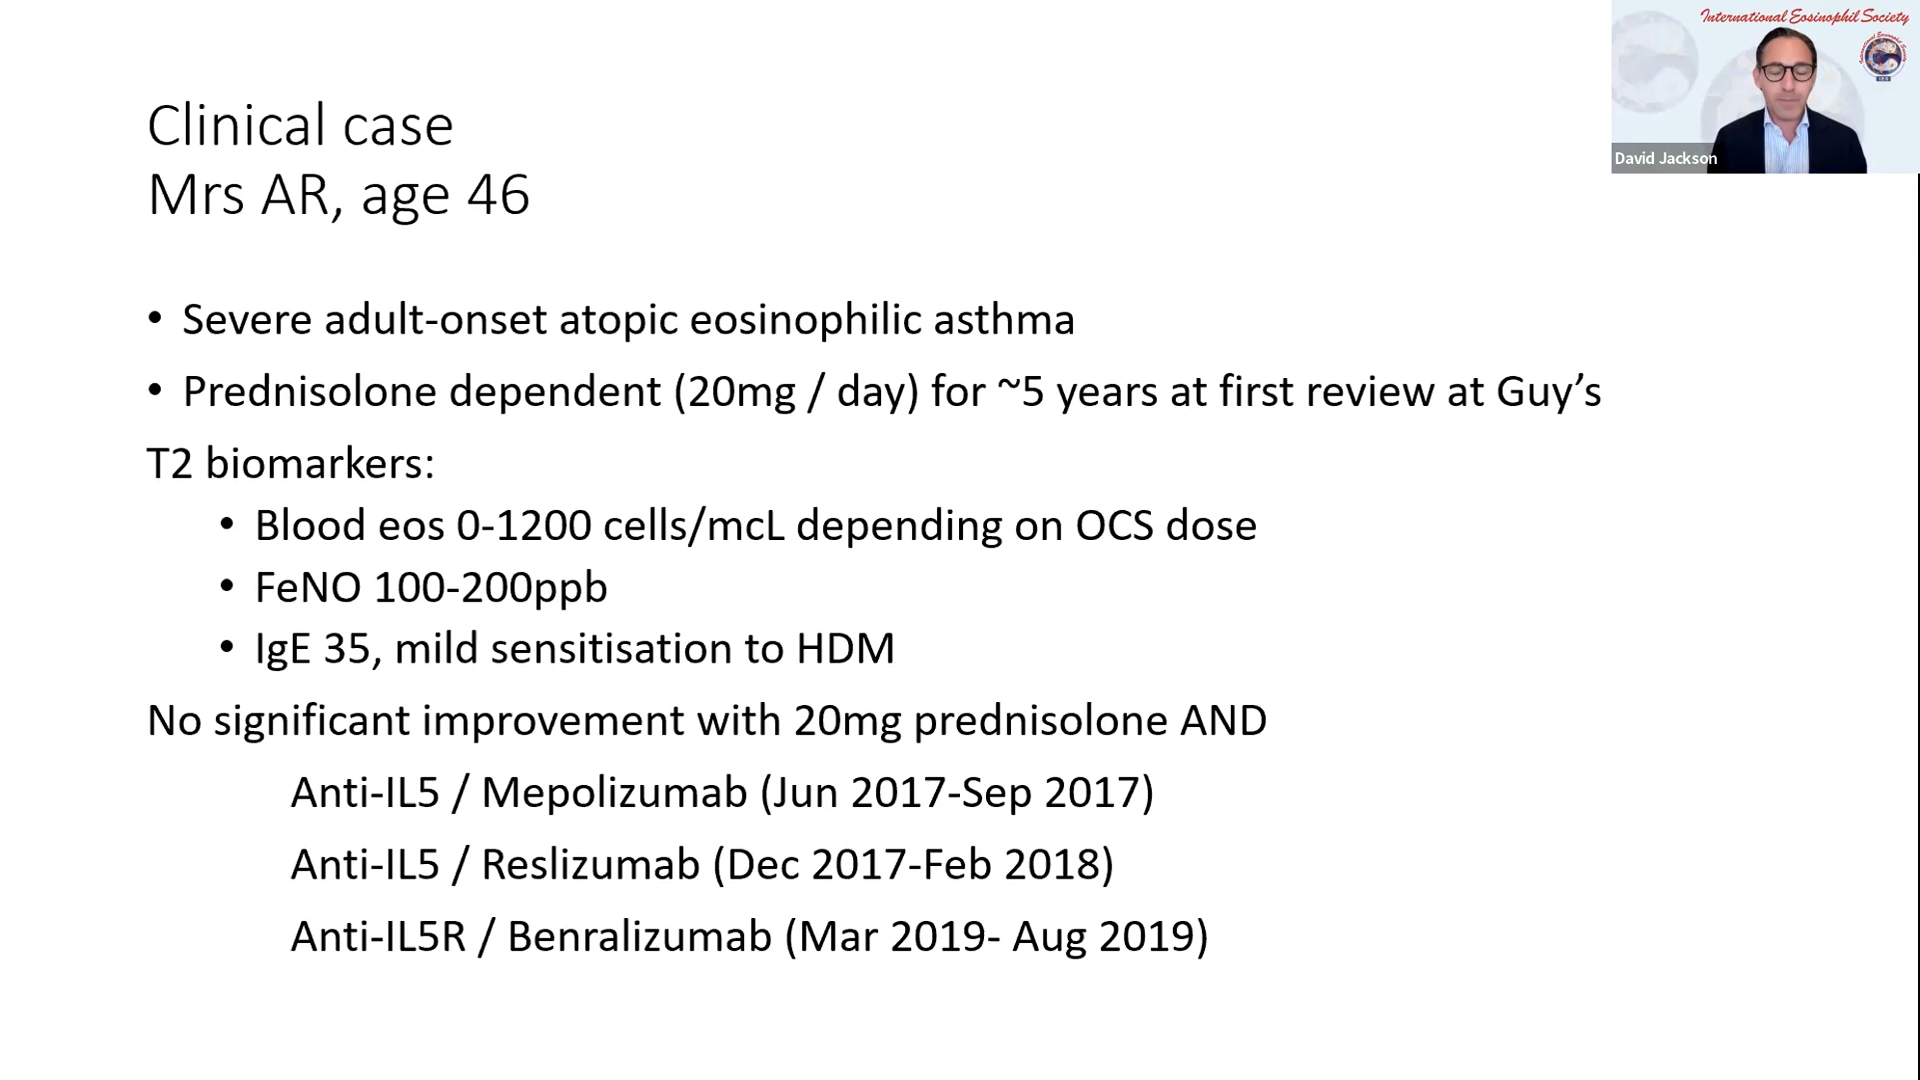 International Eosinophil Society
David Jackson
Clinical case
Mrs AR, age 46
• Severe adult-onset atopic eosinophilic asthma
• Prednisolone dependent (20mg / day) for ~5 years at first review at Guy’s
T2 biomarkers:
• Blood eos 0-1200 cells/mcL depending on OCS dose
• FeNO 100-200ppb
• IgE 35, mild sensitisation to HDM
No significant improvement with 20mg prednisolone AND
Anti-IL5 / Mepolizumab (Jun 2017-Sep 2017)
Anti-IL5 / Reslizumab (Dec 2017-Feb 2018)
Anti-IL5R / Benralizumab (Mar 2019- Aug 2019)